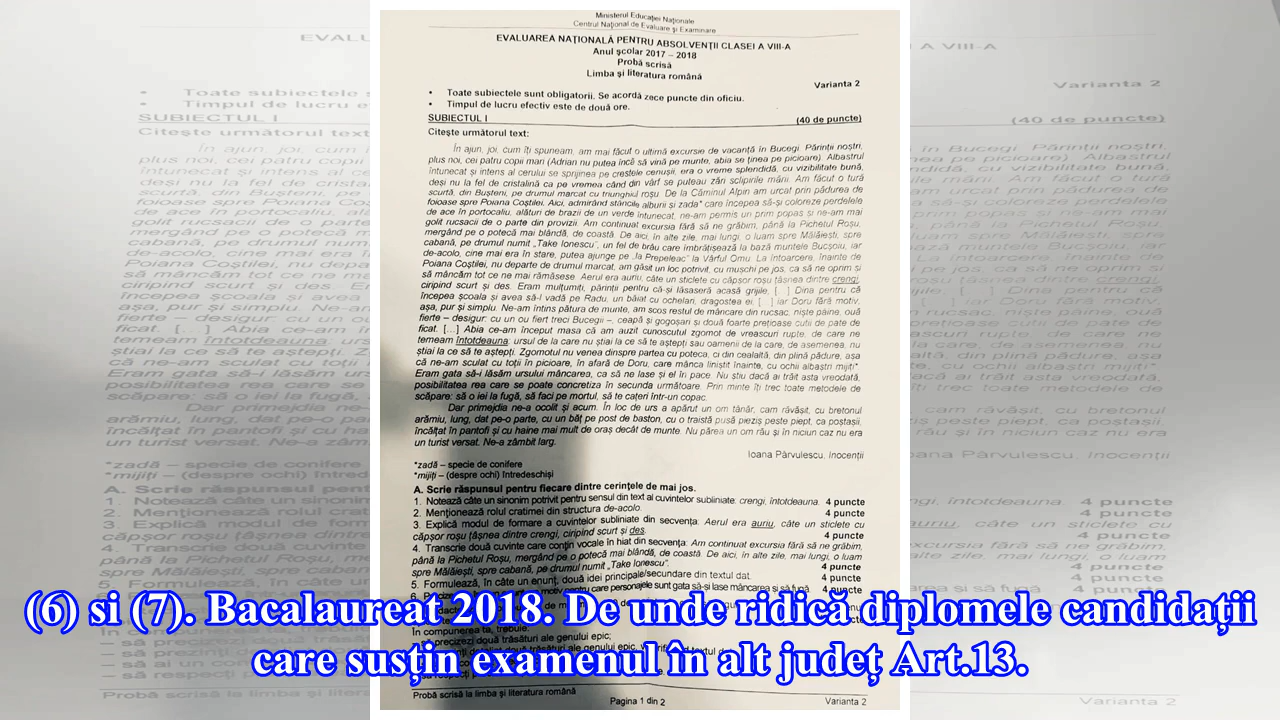 Ministerul Educației Naționale
Centrul Național de Evaluare și Examinare
EVALUAREA NAȚIONALĂ PENTRU ABSOLVENȚII CLASEI A VIII-A
Anul școlar 2017 – 2018
Probă scrisă
Limba și literatura română
Varianta 2
• Toate subiectele sunt obligatorii. Se acordă zece puncte din oficiu.
• Timpul de lucru efectiv este de două ore.
SUBIECTUL I (40 de puncte)
Citește următorul text:
În ajun, joi, cum îți spuneam, am mai făcut o ultimă excursie de vacanță în Bucegi. Părinții noștri,
plus noi, cei patru copii mari (Adrian nu putea încă să vină pe munte, abia se ținea pe picioare). Albastrul
întunecat și intens al cerului se sprijinea pe crestele cenușii, era o vreme splendidă, cu vizibilitate bună,
deși nu la fel de cristalină ca pe vremea când din vârf se puteau zări sclipirile mării. Am făcut o tură
scurtă, din Bușteni, pe drumul marcat cu triunghiul roșu. De la Căminul Alpin am urcat prin pădurea de
foioase spre Poiana Coștilei. Aici, admirând stâncile alburii și zada* care începea să-și coloreze perdelele
de ace în portocaliu, alături de brazii de un verde întunecat, ne-am permis un prim popas și ne-am mai
golit rucsacii de o parte din provizii. Am continuat excursia fără să ne grăbim, până la Pichetul Roșu,
mergând pe o potecă mai blândă, de coastă. De aici, în alte zile, mai lungi, o luam spre Mălăiești, spre
cabană, pe drumul numit „Take Ionescu”, un fel de brâu care îmbrățișează la bază muntele Bucșoiu, iar
de-acolo, cine mai era în stare, putea ajunge pe „la Prepeleac” la Vârful Omu. La întoarcere, înainte de
Poiana Coștilei, nu departe de drumul marcat, am găsit un loc potrivit, cu mușchi pe jos, ca să ne oprim și
să mâncăm tot ce ne mai rămăsese. Aerul era auriu, câte un sticlete cu căpșor roșu țâșnea dintre crengi,
ciripind scurt și des. Eram mulțumiți, părinții pentru că-și lăsaseră acasă grijile, [...] Dina pentru că
începea școala și avea să-l vadă pe Radu, un băiat cu ochelari, dragostea ei. [...] iar Doru fără motiv,
așa, pur și simplu. Ne-am întins pătura de munte, am scos restul de mâncare din rucsac, niște pâine, ouă
fierte – desigur: cu un ou fiert treci Bucegii –, ceapă și gogoșari și două foarte prețioase cutii de pate de
ficat. [...] Abia ce-am început masa că am auzit cunoscutul zgomot de vreascuri rupte, de care ne
temeam întotdeauna: ursul de la care nu știai la ce să te aștepți sau oamenii de la care, de asemenea, nu
știai la ce să te aștepți. Zgomotul nu venea dinspre partea cu poteca, ci din cealaltă, din plină pădure, așa
că ne-am sculat cu toții în picioare, în afară de Doru, care mânca liniștit înainte, cu ochii albaștri mijiți*.
Eram gata să-i lăsăm ursului mâncarea, ca să ne lase și el în pace. Nu știu dacă ai trăit asta vreodată,
posibilitatea rea care se poate concretiza în secunda următoare. Prin minte îți trec toate metodele de
scăpare: să o iei la fugă, să faci pe mortul, să te cateri într-un copac.
Dar primejdia ne-a ocolit și acum. În loc de urs a apărut un om tânăr, cam răvășit, cu bretonul
arămiu, lung, dat pe-o parte, cu un băț pe post de baston, cu o traistă pusă pieziș peste piept, ca poștașii,
încălțat în pantofi și cu haine mai mult de oraș decât de munte. Nu părea un om rău și în niciun caz nu era
un turist versat. Ne-a zâmbit larg.
Ioana Pârvulescu, Inocenții
*zadă – specie de conifere
*mijiți – (despre ochi) întredeschiși
A. Scrie răspunsul pentru fiecare dintre cerințele de mai jos.
1. Notează câte un sinonim potrivit pentru sensul din text al cuvintelor subliniate: crengi, întotdeauna. 4 puncte
2. Menționează rolul cratimei din structura de-acolo. 4 puncte
3. Explică modul de formare a cuvintelor subliniate din secvența: Aerul era auriu, câte un sticlete cu
căpșor roșu țâșnea dintre crengi, ciripind scurt și des. 4 puncte
4. Transcrie două cuvinte care conțin vocale în hiat din secvența: Am continuat excursia fără să ne grăbim,
până la Pichetul Roșu, mergând pe o potecă mai blândă, de coastă. De aici, în alte zile, mai lungi, o luam
spre Mălăiești, spre cabană, pe drumul numit „Take Ionescu”. 4 puncte
5. Formulează, în câte un enunț, două idei principale/secundare din textul dat. 4 puncte
(6) si (7). Bacalaureat 2018. De unde ridică diplomele candidații
care susțin examenul în alt județ Art.13.
În compunerea ta, trebuie:
Probă scrisă la limba și literatura română
Pagina 1 din 2
Varianta 2